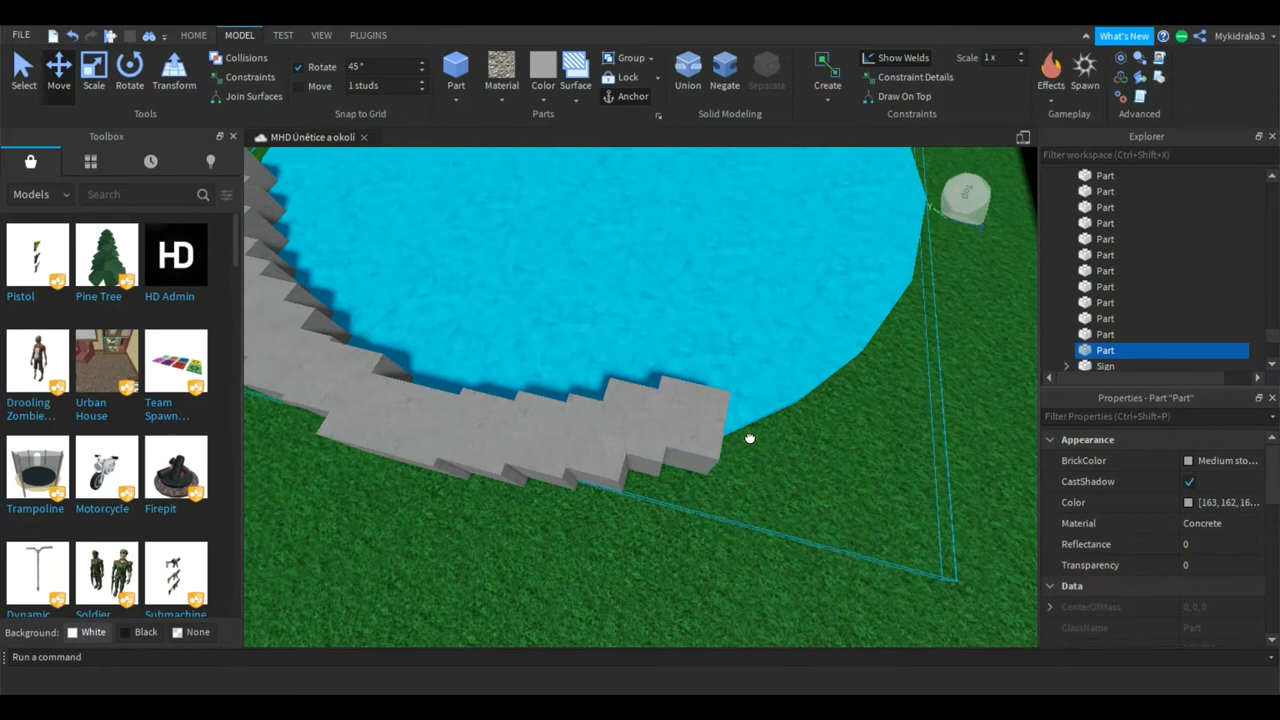 FILE HOME MODEL TEST VIEW PLUGINS What's New Mykidrako3
Select Move Scale Rotate Transform
Collisions
Constraints
Join Surfaces
Tools
Rotate 45°
Move 1 studs
Snap to Grid
Part Material Color Surface
Group
Lock
Anchor
Parts
Union Negate Separate
Solid Modeling
Create
Show Welds
Scale 1 x
Constraint Details
Draw On Top
Constraints
Effects Spawn
Gameplay
Advanced
Toolbox
MHD Únětice a okolí
Explorer
Models
Search
HD
Pistol
Pine Tree
HD Admin
Drooling
Zombie...
Urban
House
Team
Spawn...
Trampoline
Motorcycle
Firepit
Dynamic
Soldier
Submachine
Background: White Black None
Run a command
Top
Y
Filter workspace (Ctrl+Shift+X)
Part
Part
Part
Part
Part
Part
Part
Part
Part
Part
Part
Part
Sign
Properties - Part "Part"
Filter Properties (Ctrl+Shift+P)
Appearance
BrickColor Medium sto...
CastShadow
Color [163, 162, 16...
Material Concrete
Reflectance 0
Transparency 0
Data
CenterOfMass 0, 0, 0
ClassName Part